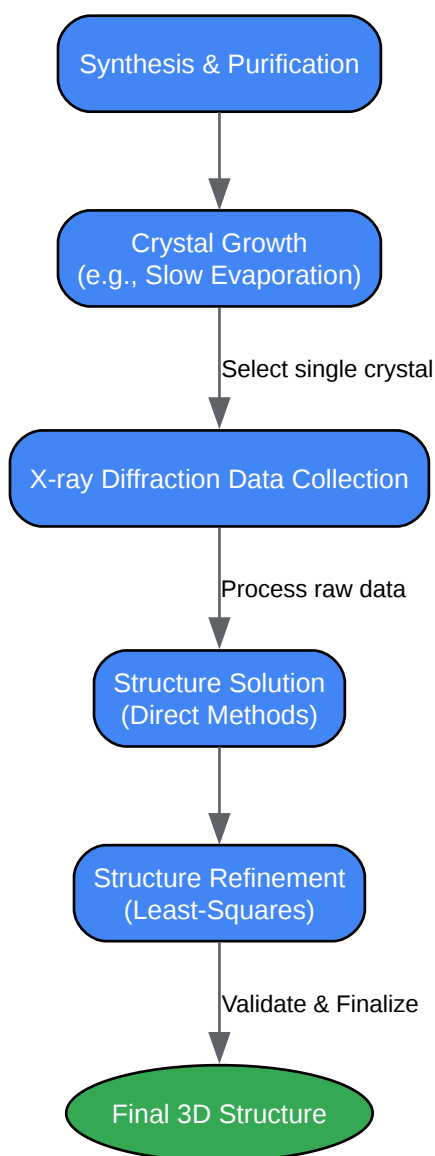 Synthesis & Purification
Crystal Growth
(e.g., Slow Evaporation)
Select single crystal
X-ray Diffraction Data Collection
Process raw data
Structure Solution
(Direct Methods)
Structure Refinement
(Least-Squares)
Validate & Finalize
Final 3D Structure